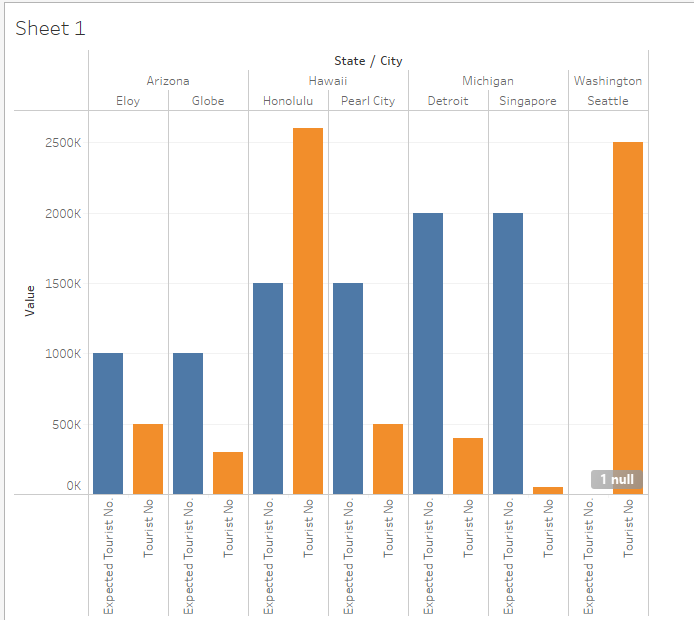 Sheet 1
State / City
Arizona Hawaii Michigan Washington
Eloy Globe Honolulu Pearl City Detroit Singapore Seattle
2500K
2000K
1500K
1000K
500K
0K
Value
1 null
Expected Tourist No.
Tourist No
Expected Tourist No.
Tourist No
Expected Tourist No.
Tourist No
Expected Tourist No.
Tourist No
Expected Tourist No.
Tourist No
Expected Tourist No.
Tourist No
Expected Tourist No.
Tourist No